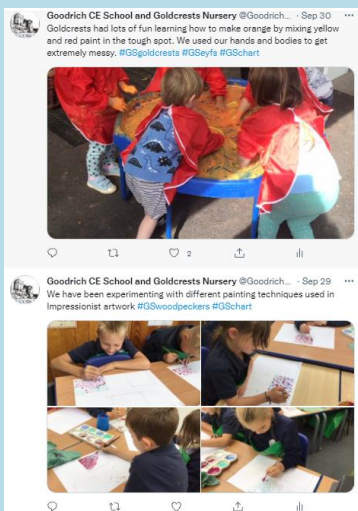 Goodrich CE School and Goldcrests Nursery @Goodrich... · Sep 30 ...
Goldcrests had lots of fun learning how to make orange by mixing yellow
and red paint in the tough spot. We used our hands and bodies to get
extremely messy. #GSgoldcrests #GSeyfs #GSchart
2
Goodrich CE School and Goldcrests Nursery @Goodrich... · Sep 29 ...
We have been experimenting with different painting techniques used in
Impressionist artwork #GSwoodpeckers #GSchart